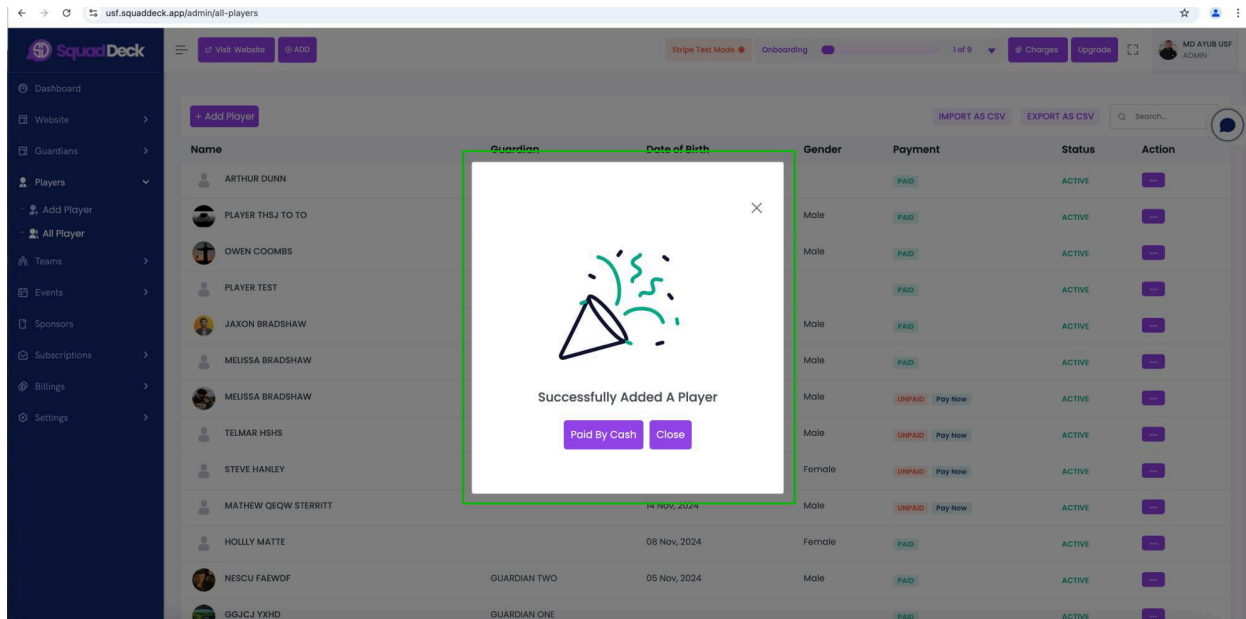 usf.squaddeck.app/admin/all-players
SquadDeck
Visit Website
ADD
Stripe Test Mode
Onboarding
1 of 9
Charges
Upgrade
MD AYUB USF
ADMIN
Dashboard
Website
Guardians
Players
- Add Player
- All Player
Teams
Events
Sponsors
Subscriptions
Billings
Settings
+ Add Player
IMPORT AS CSV
EXPORT AS CSV
Search...
Name Guardian Date of Birth Gender Payment Status Action
ARTHUR DUNN PAID ACTIVE
PLAYER THSJ TO TO Male PAID ACTIVE
OWEN COOMBS Male PAID ACTIVE
PLAYER TEST PAID ACTIVE
JAXON BRADSHAW Male PAID ACTIVE
MELISSA BRADSHAW Male PAID ACTIVE
MELISSA BRADSHAW Male UNPAID Pay Now ACTIVE
TELMAR HSHS Male UNPAID Pay Now ACTIVE
STEVE HANLEY Female UNPAID Pay Now ACTIVE
MATHEW QEQW STERRITT 14 Nov, 2024 Male UNPAID Pay Now ACTIVE
HOLLLY MATTE 08 Nov, 2024 Female PAID ACTIVE
NESCU FAEWDF GUARDIAN TWO 05 Nov, 2024 Male PAID ACTIVE
GGJCJ YXHD GUARDIAN ONE PAID ACTIVE
Successfully Added A Player
Paid By Cash
Close